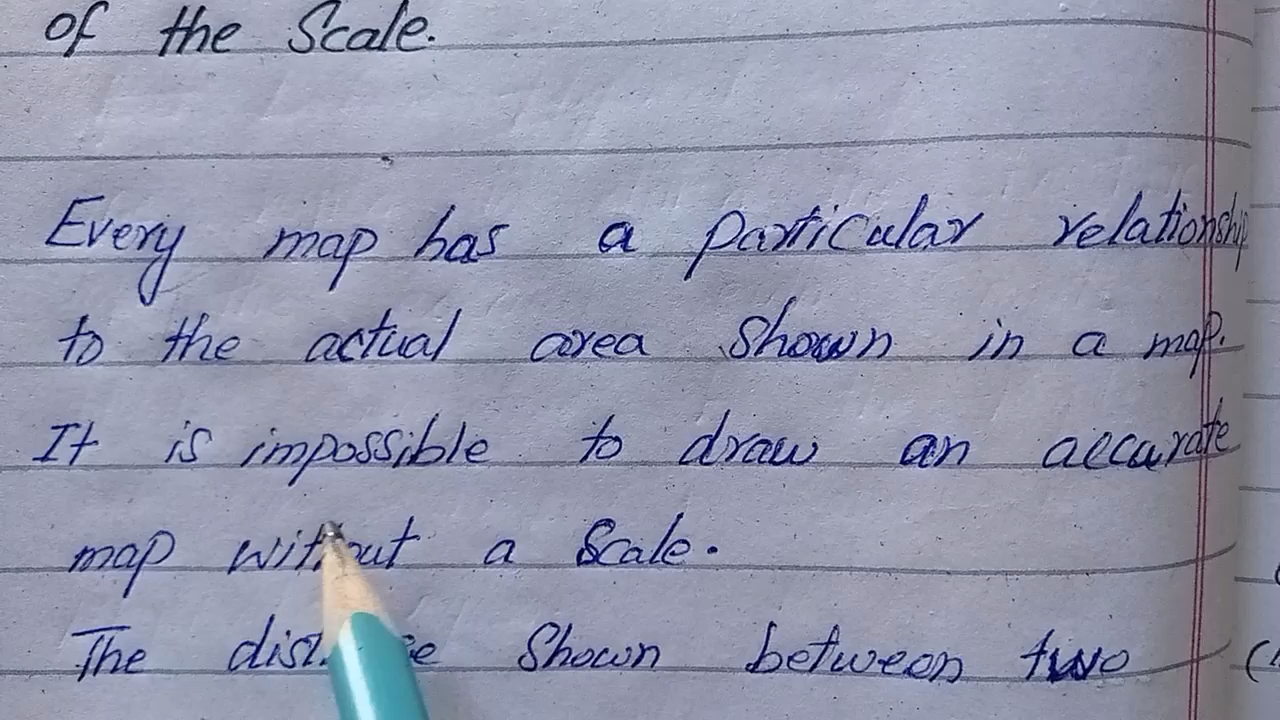 of the Scale.
Every map has a particular relationship
to the actual area shown in a map.
It is impossible to draw an accurate
map without a Scale.
The Shown between two